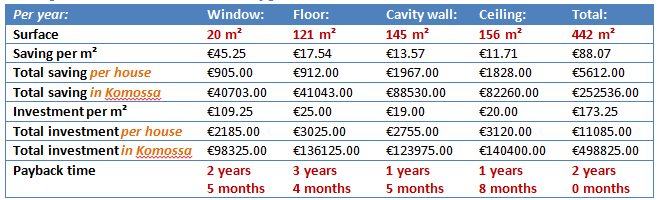 Per year: Window: Floor: Cavity wall: Ceiling: Total:
Surface 20 m² 121 m² 145 m² 156 m² 442 m²
Saving per m² €45.25 €17.54 €13.57 €11.71 €88.07
Total saving per house €905.00 €912.00 €1967.00 €1828.00 €5612.00
Total saving in Komossa €40703.00 €41043.00 €88530.00 €82260.00 €252536.00
Investment per m² €109.25 €25.00 €19.00 €20.00 €173.25
Total investment per house €2185.00 €3025.00 €2755.00 €3120.00 €11085.00
Total investment in Komossa €98325.00 €136125.00 €123975.00 €140400.00 €498825.00
Payback time 2 years 3 years 1 years 1 years 2 years
5 months 4 months 5 months 8 months 0 months